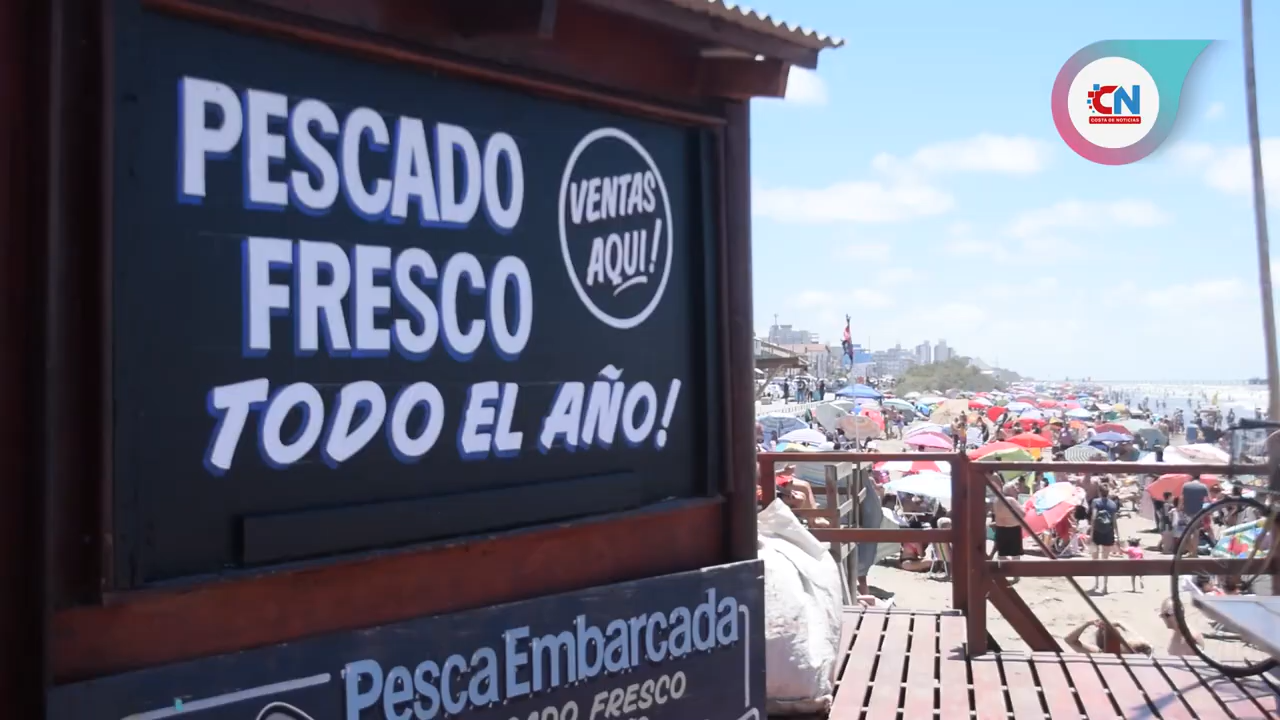 PESCADO
FRESCO
TODO EL AÑO!
VENTAS
AQUI!
CN
COSTA DE NOTICIAS
Pesca Embarcada
FRESCO